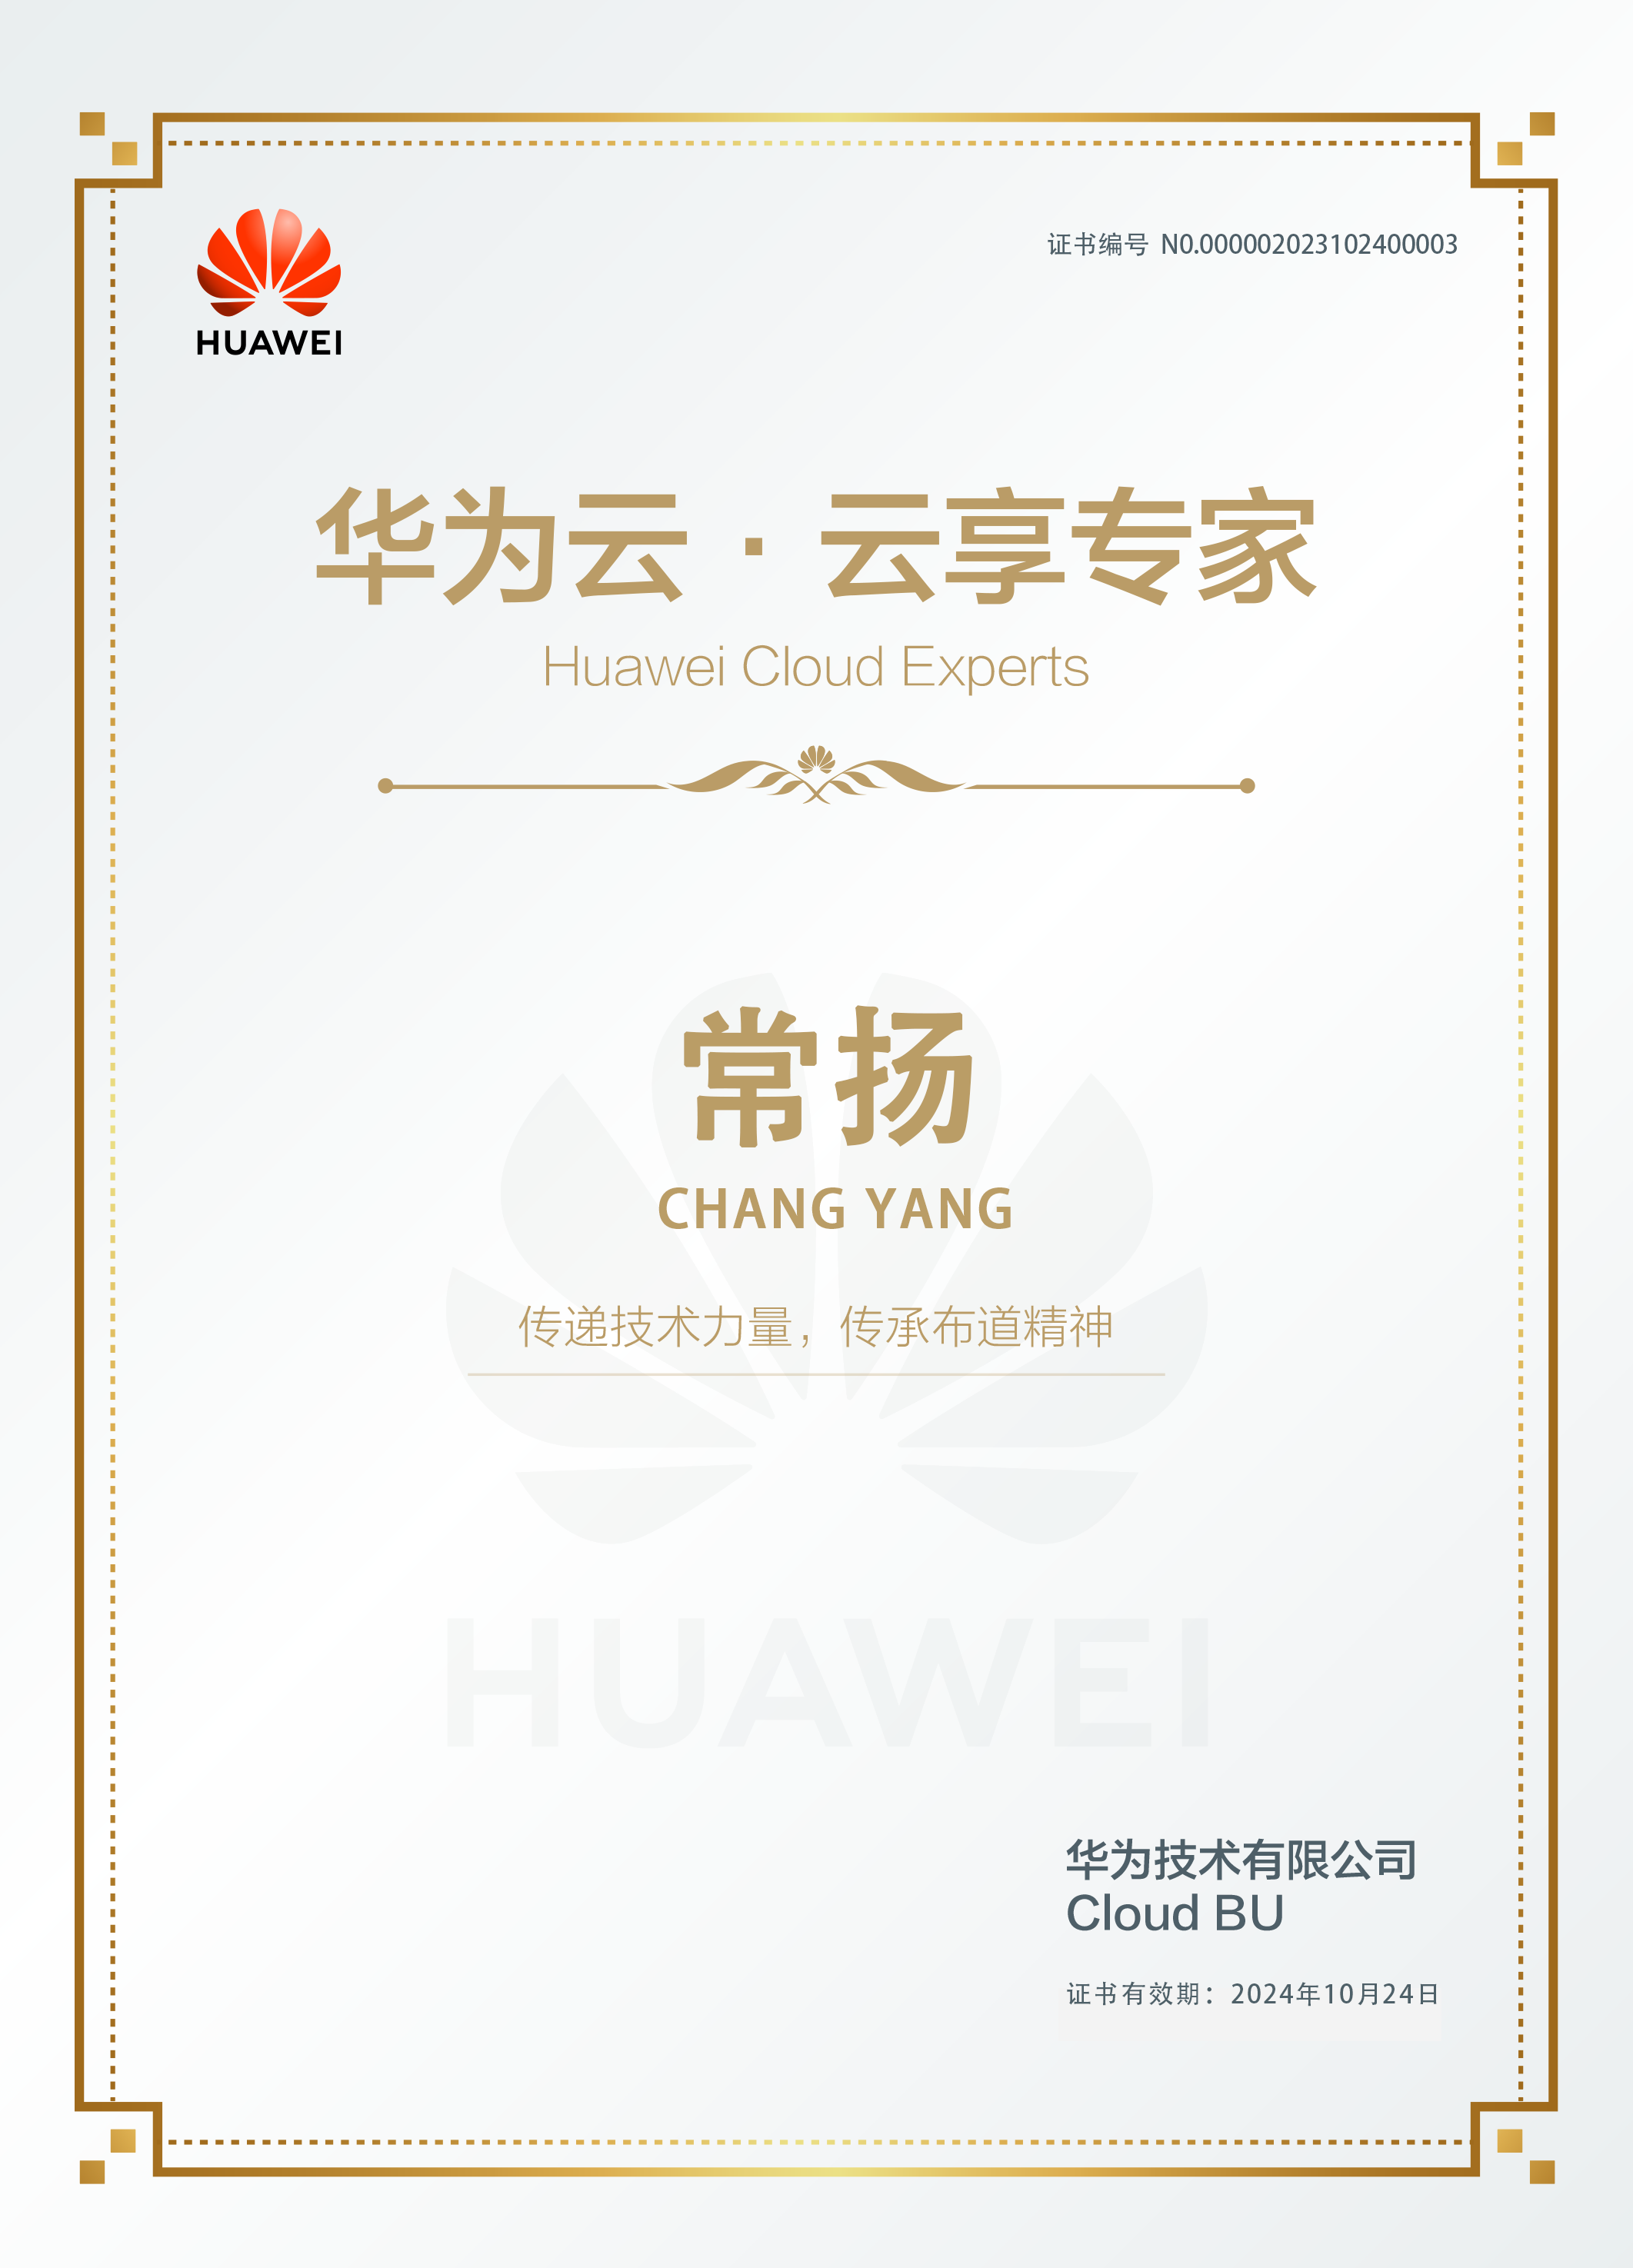 HUAWEI
证书编号 N0.000002023102400003
华为云·云享专家
Huawei Cloud Experts
常扬
CHANG YANG
传递技术力量，传承布道精神
HUAWEI
华为技术有限公司
Cloud BU
证书有效期：2024年10月24日